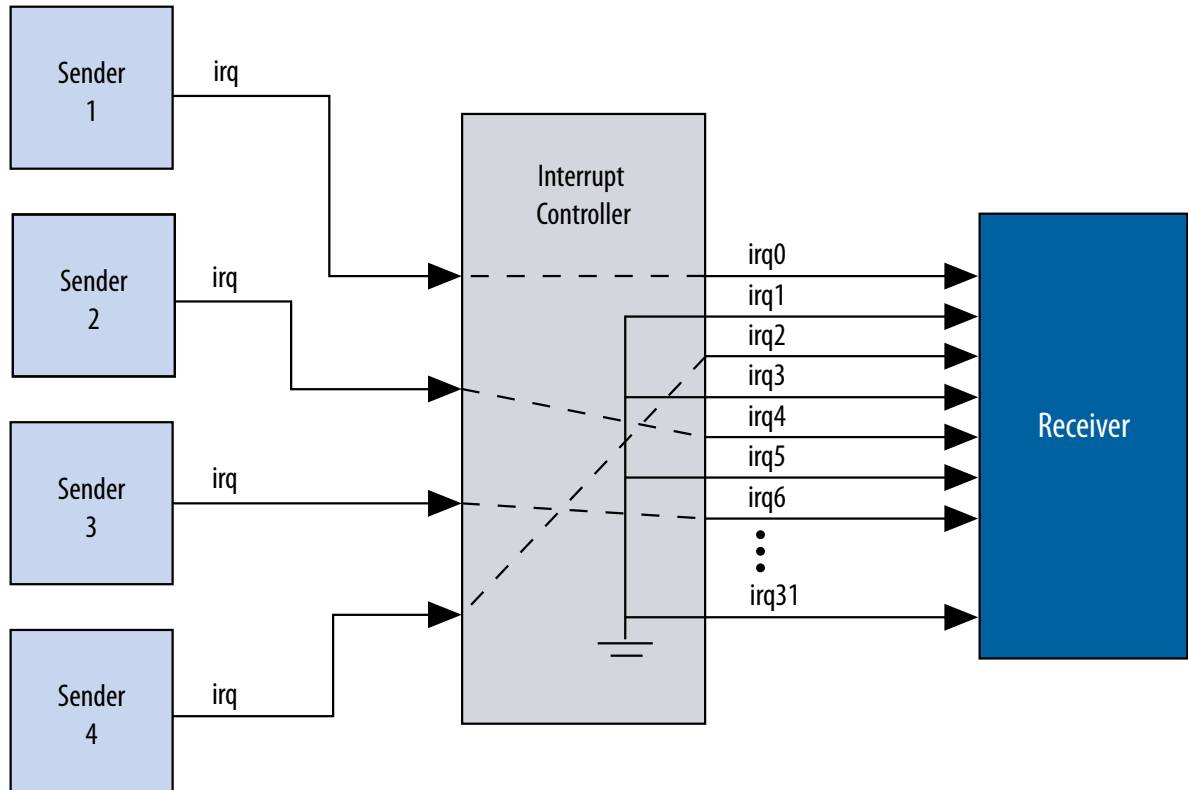 Sender
1
irq
Sender
2
irq
Sender
3
irq
Sender
4
irq
Interrupt
Controller
irq0
irq1
irq2
irq3
irq4
irq5
irq6
irq31
Receiver